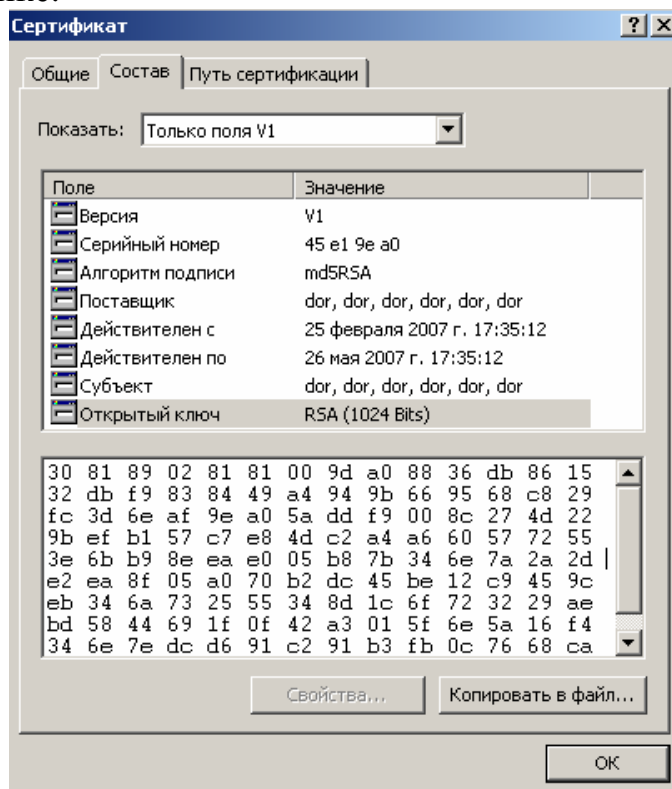 Сертификат
Общие Состав Путь сертификации
Показать: Только поля V1
Поле Значение
Версия V1
Серийный номер 45 e1 9e a0
Алгоритм подписи md5RSA
Поставщик dor, dor, dor, dor, dor, dor
Действителен с 25 февраля 2007 г. 17:35:12
Действителен по 26 мая 2007 г. 17:35:12
Субъект dor, dor, dor, dor, dor, dor
Открытый ключ RSA (1024 Bits)
30 81 89 02 81 81 00 9d a0 88 36 db 86 15
32 db f9 83 84 49 a4 94 9b 66 95 68 c8 29
fc 3d 6e af 9e a0 5a dd f9 00 8c 27 4d 22
9b ef b1 57 c7 e8 4d c2 a4 a6 60 57 72 55
3e 6b b9 8e ea e0 05 b8 7b 34 6e 7a 2a 2d
e2 ea 8f 05 a0 70 b2 dc 45 be 12 c9 45 9c
eb 34 6a 73 25 55 34 8d 1c 6f 72 32 29 ae
bd 58 44 69 1f 0f 42 a3 01 5f 6e 5a 16 f4
34 6e 7e dc d6 91 c2 91 b3 fb 0c 76 68 ca
Свойства... Копировать в файл...
ОК